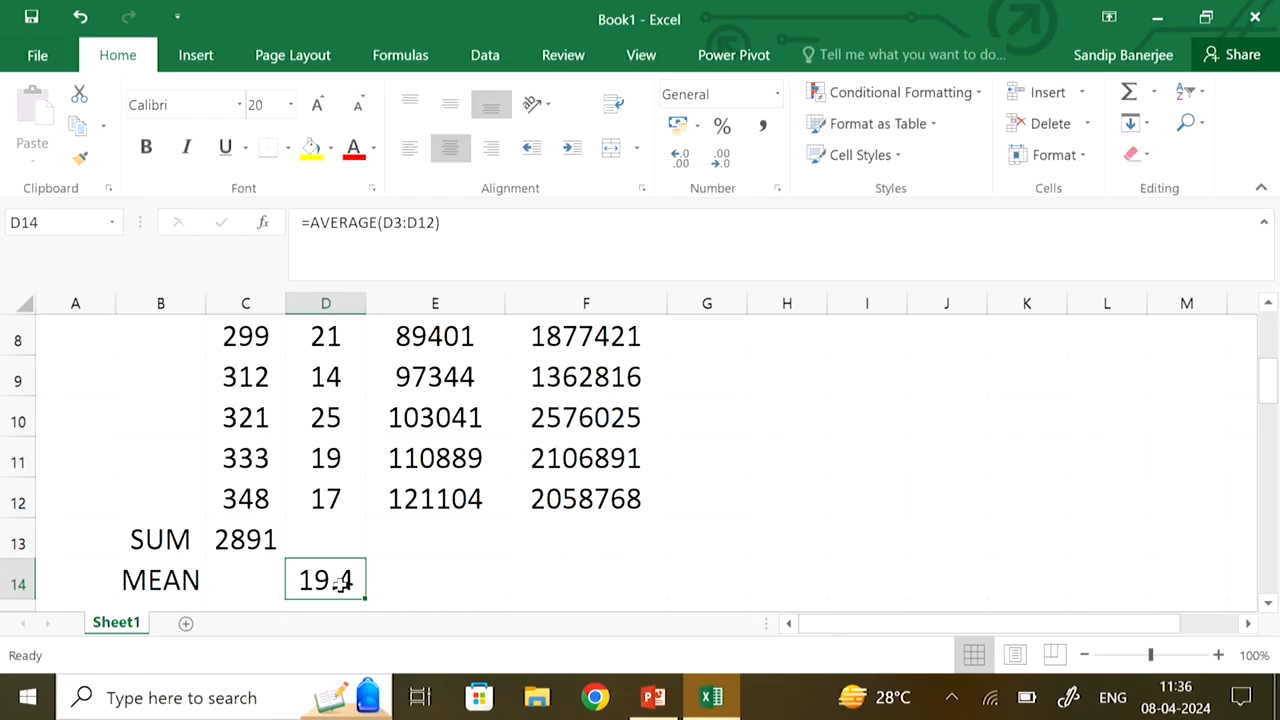 Book1 - Excel
File Home Insert Page Layout Formulas Data Review View Power Pivot Tell me what you want to do... Sandip Banerjee Share
Paste
Calibri 20
B I U A
General
% ,
Conditional Formatting
Format as Table
Cell Styles
Insert
Delete
Format
Clipboard Font Alignment Number Styles Cells Editing
D14 fx =AVERAGE(D3:D12)
A B C D E F G H I J K L M
8 299 21 89401 1877421
9 312 14 97344 1362816
10 321 25 103041 2576025
11 333 19 110889 2106891
12 348 17 121104 2058768
13 SUM 2891
14 MEAN 19.4
Sheet1
Ready 100%
Type here to search 28°C ENG 11:36
08-04-2024